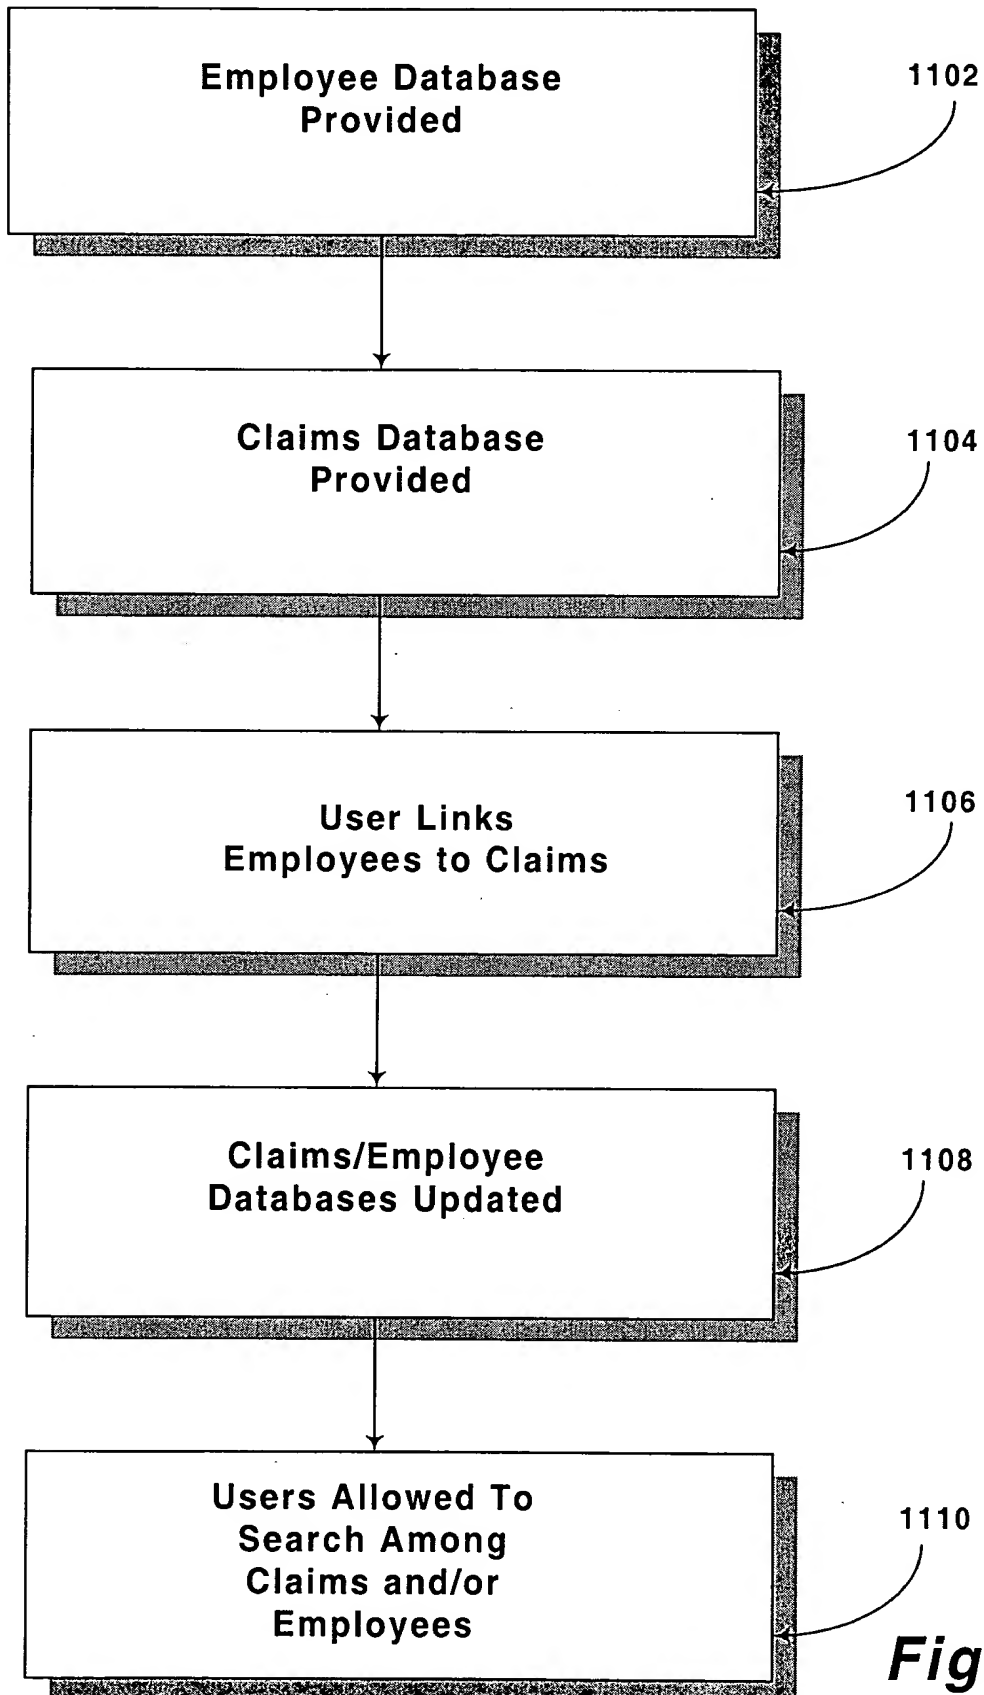 Employee Database
Provided
1102
Claims Database
Provided
1104
User Links
Employees to Claims
1106
Claims/Employee
Databases Updated
1108
Users Allowed To
Search Among
Claims and/or
Employees
1110
Fig